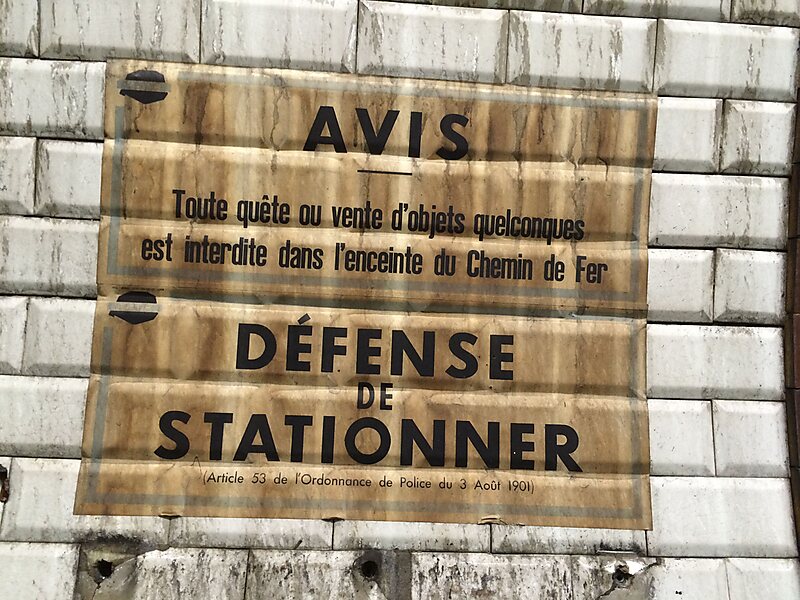 AVIS
Toute quête ou vente d'objets quelconques
est interdite dans l'enceinte du Chemin de Fer
DÉFENSE
DE
STATIONNER
(Article 53 de l'Ordonnance de Police du 3 Août 1901)